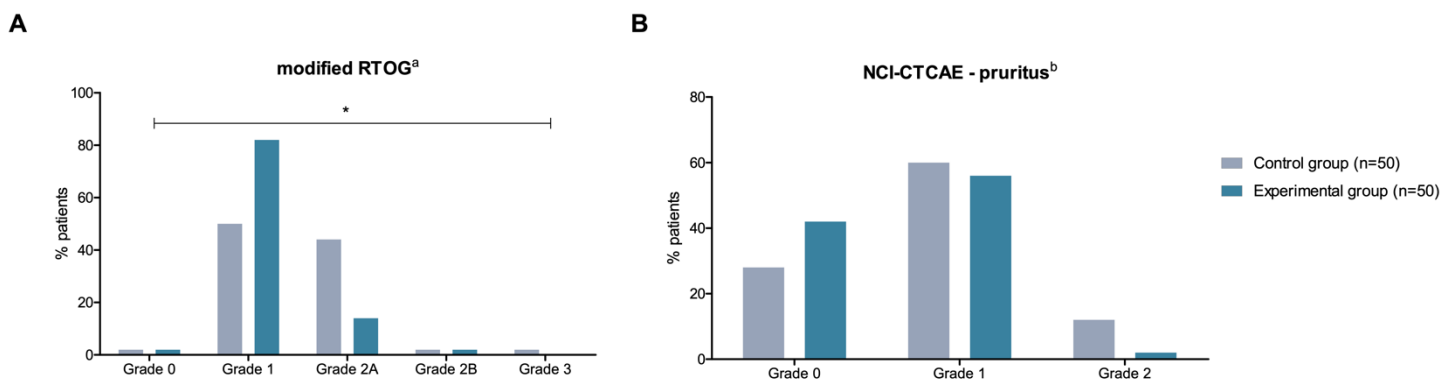 A
modified RTOGa
% patients
100
80
60
40
20
0
*
Grade 0
Grade 1
Grade 2A
Grade 2B
Grade 3
B
NCI-CTCAE - pruritusb
% patients
80
60
40
20
0
Grade 0
Grade 1
Grade 2
Control group (n=50)
Experimental group (n=50)